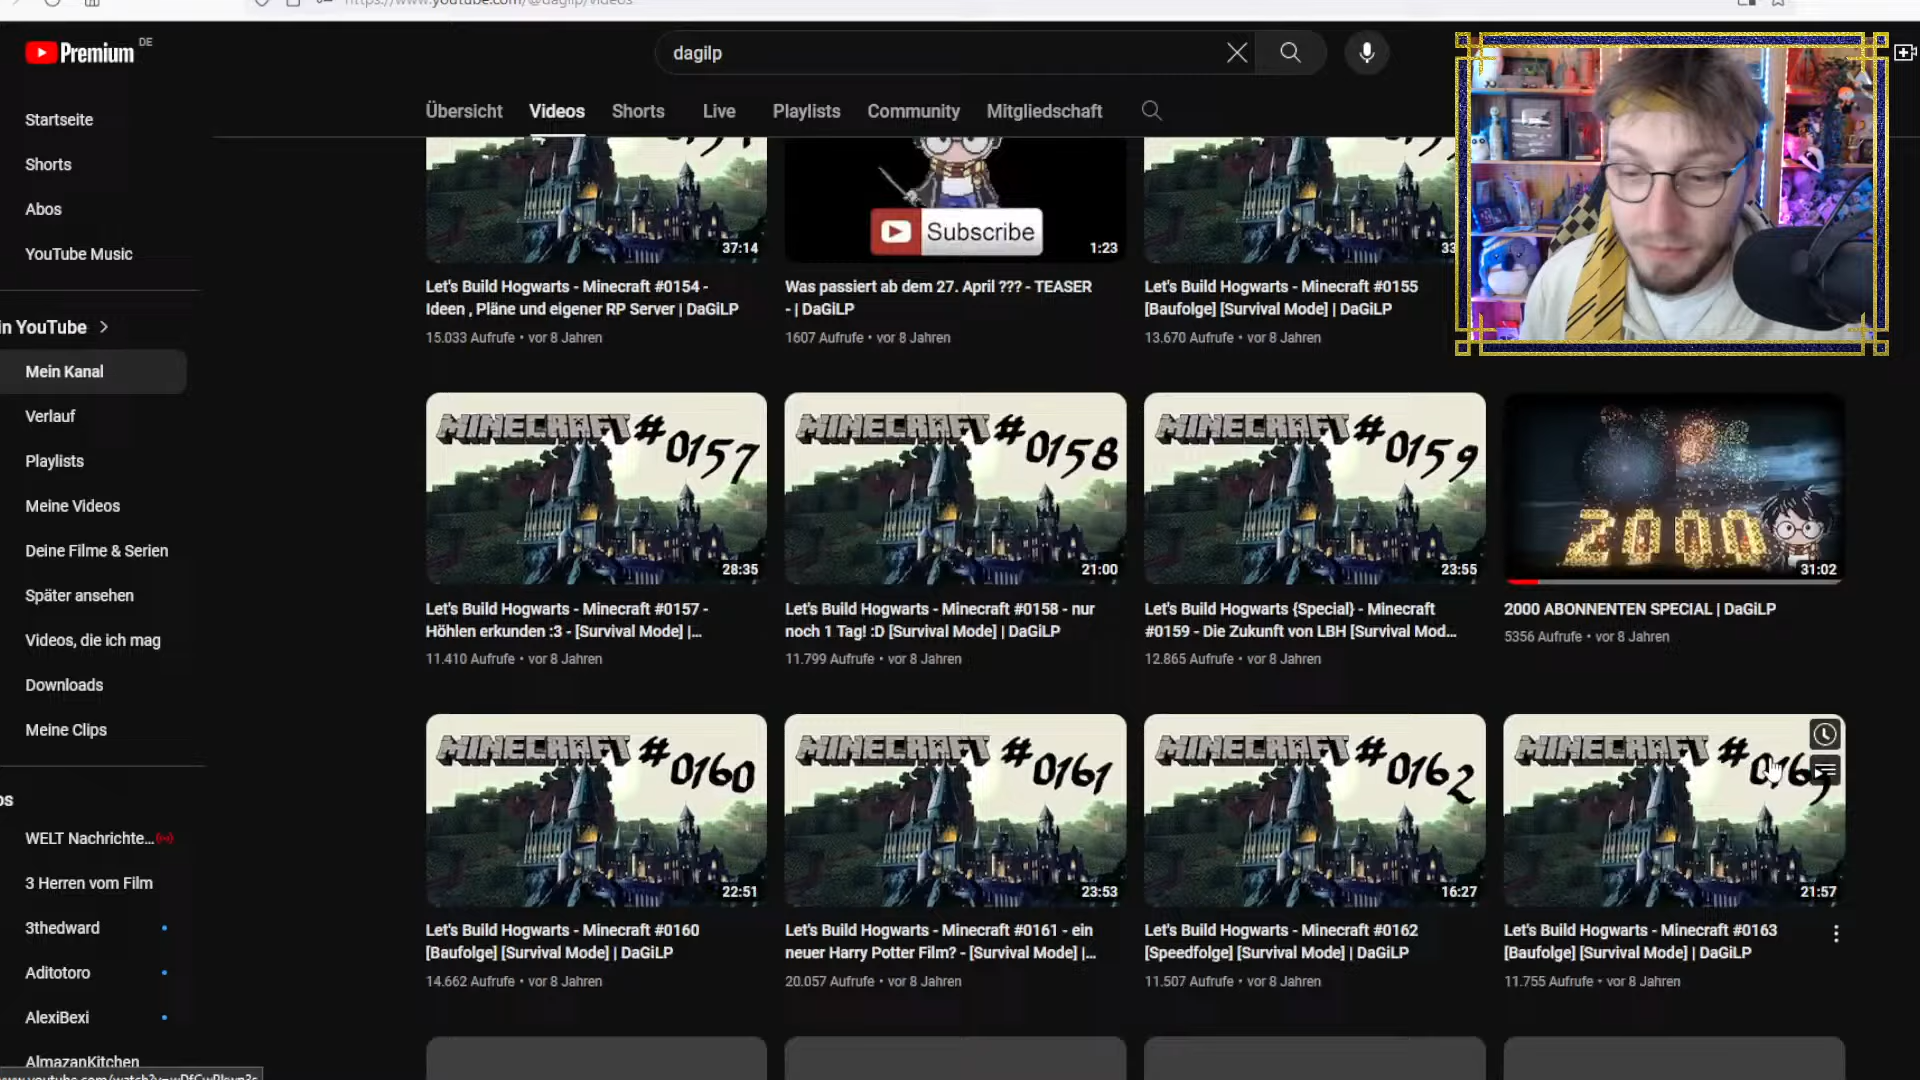 https://www.youtube.com/@dagilp/videos
Premium DE
dagilp
Übersicht Videos Shorts Live Playlists Community Mitgliedschaft
Startseite
Shorts
Abos
YouTube Music
in YouTube
Mein Kanal
Verlauf
Playlists
Meine Videos
Deine Filme & Serien
Später ansehen
Videos, die ich mag
Downloads
Meine Clips
os
WELT Nachrichte...
3 Herren vom Film
3thedward
Aditotoro
AlexiBexi
AlmazanKitchen
37:14
Let's Build Hogwarts - Minecraft #0154 -
Ideen , Pläne und eigener RP Server | DaGiLP
15.033 Aufrufe • vor 8 Jahren
Subscribe
1:23
Was passiert ab dem 27. April ??? - TEASER
- | DaGiLP
1607 Aufrufe • vor 8 Jahren
33
Let's Build Hogwarts - Minecraft #0155
[Baufolge] [Survival Mode] | DaGiLP
13.670 Aufrufe • vor 8 Jahren
MINECRAFT #0157
28:35
Let's Build Hogwarts - Minecraft #0157 -
Höhlen erkunden :3 - [Survival Mode] |...
11.410 Aufrufe • vor 8 Jahren
MINECRAFT #0158
21:00
Let's Build Hogwarts - Minecraft #0158 - nur
noch 1 Tag! :D [Survival Mode] | DaGiLP
11.799 Aufrufe • vor 8 Jahren
MINECRAFT #0159
23:55
Let's Build Hogwarts {Special} - Minecraft
#0159 - Die Zukunft von LBH [Survival Mod...
12.865 Aufrufe • vor 8 Jahren
2000
31:02
2000 ABONNENTEN SPECIAL | DaGiLP
5356 Aufrufe • vor 8 Jahren
MINECRAFT #0160
22:51
Let's Build Hogwarts - Minecraft #0160
[Baufolge] [Survival Mode] | DaGiLP
14.662 Aufrufe • vor 8 Jahren
MINECRAFT #0161
23:53
Let's Build Hogwarts - Minecraft #0161 - ein
neuer Harry Potter Film? - [Survival Mode] |...
20.057 Aufrufe • vor 8 Jahren
MINECRAFT #0162
16:27
Let's Build Hogwarts - Minecraft #0162
[Speedfolge] [Survival Mode] | DaGiLP
11.507 Aufrufe • vor 8 Jahren
MINECRAFT #0163
21:57
Let's Build Hogwarts - Minecraft #0163
[Baufolge] [Survival Mode] | DaGiLP
11.755 Aufrufe • vor 8 Jahren